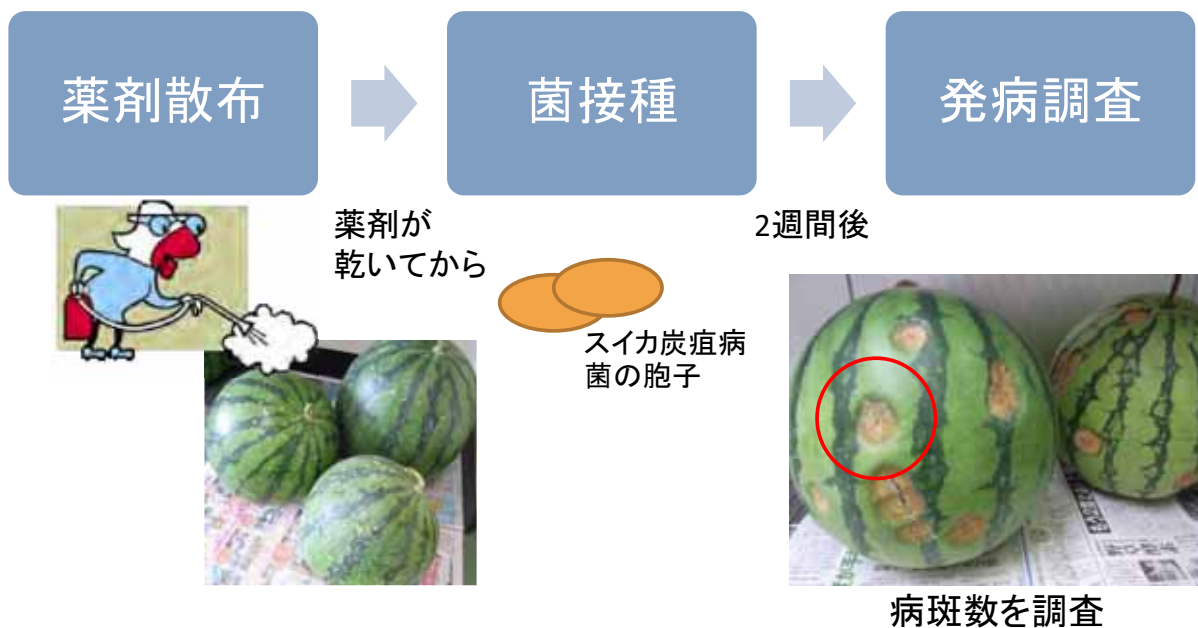 薬剤散布
菌接種
発病調査
薬剤が
乾いてから
2週間後
スイカ炭疽病
菌の胞子
病斑数を調査